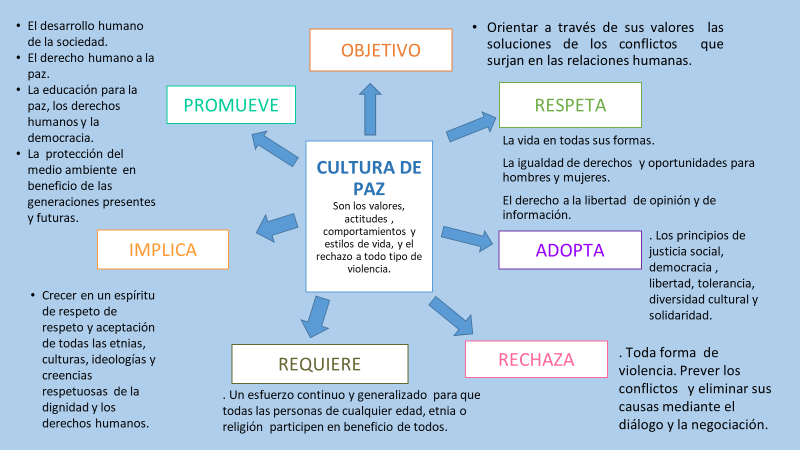 • El desarrollo humano
de la sociedad.
• El derecho humano a la
paz.
• La educación para la
paz, los derechos
humanos y la
democracia.
• La protección del
medio ambiente en
beneficio de las
generaciones presentes
y futuras.
PROMUEVE
OBJETIVO
• Orientar a través de sus valores las
soluciones de los conflictos que
surjan en las relaciones humanas.
RESPETA
La vida en todas sus formas.
La igualdad de derechos y oportunidades para
hombres y mujeres.
El derecho a la libertad de opinión y de
información.
CULTURA DE
PAZ
Son los valores,
actitudes ,
comportamientos y
estilos de vida, y el
rechazo a todo tipo de
violencia.
IMPLICA
• Crecer en un espíritu
de respeto de
respeto y aceptación
de todas las etnias,
culturas, ideologías y
creencias
respetuosas de la
dignidad y los
derechos humanos.
ADOPTA
. Los principios de
justicia social,
democracia ,
libertad, tolerancia,
diversidad cultural y
solidaridad.
REQUIERE
. Un esfuerzo continuo y generalizado para que
todas las personas de cualquier edad, etnia o
religión participen en beneficio de todos.
RECHAZA
. Toda forma de
violencia. Prever los
conflictos y eliminar sus
causas mediante el
diálogo y la negociación.